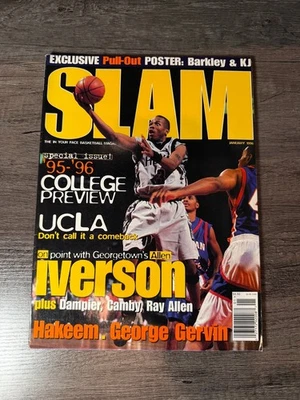 EXCLUSIVE Pull-Out POSTER: Barkley & KJ
SLAM
THE IN YOUR FACE BASKETBALL MAGAZINE
JANUARY 1996
special issue!
'95-'96
COLLEGE
PREVIEW
UCLA
Don't call it a comeback
on point with Georgetown's Allen
Iverson
plus Dampier, Camby, Ray Allen
Hakeem, George Gervin